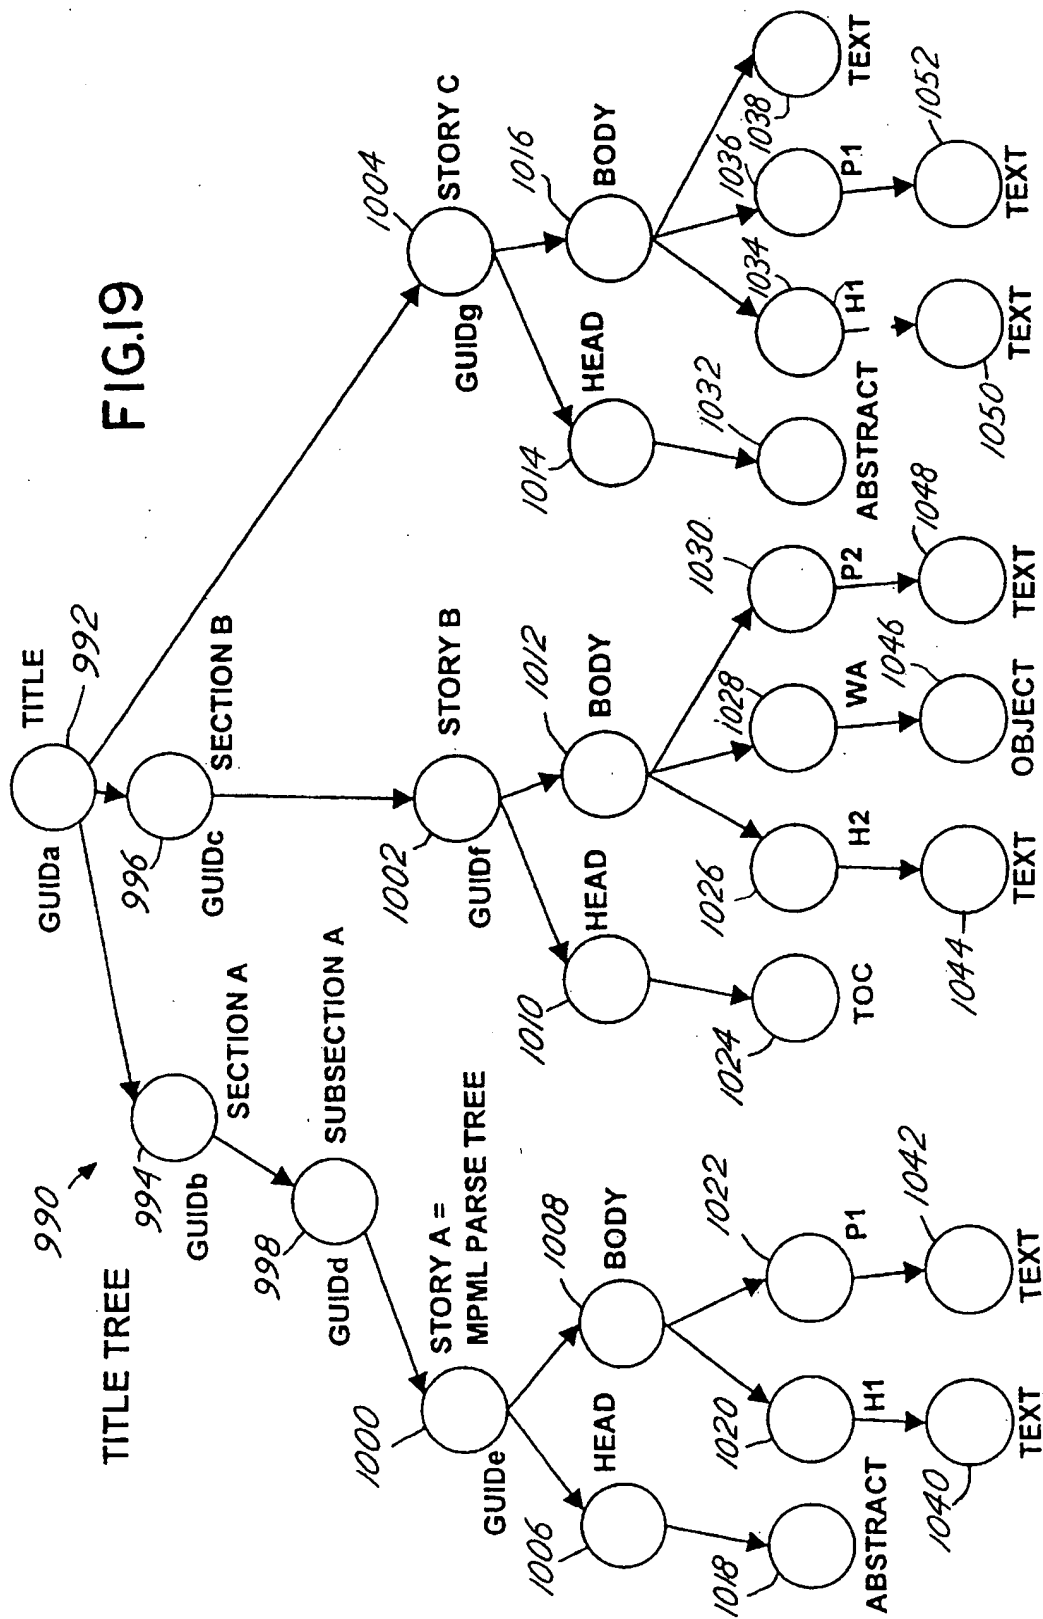 FIG.19
TITLE TREE
990
TITLE
992
GUIDa
994
SECTION A
GUIDb
996
SECTION B
GUIDc
998
SUBSECTION A
GUIDd
1000
STORY A =
MPML PARSE TREE
GUIDe
1002
STORY B
GUIDf
1004
STORY C
GUIDg
1006
HEAD
1008
BODY
1010
HEAD
1012
BODY
1014
HEAD
1016
BODY
1018
ABSTRACT
1020
H1
1022
P1
1024
TOC
1026
H2
1028
WA
1030
P2
1032
ABSTRACT
1034
H1
1036
P1
1038
TEXT
1040
TEXT
1042
TEXT
1044
TEXT
1046
OBJECT
1048
TEXT
1050
TEXT
1052
TEXT